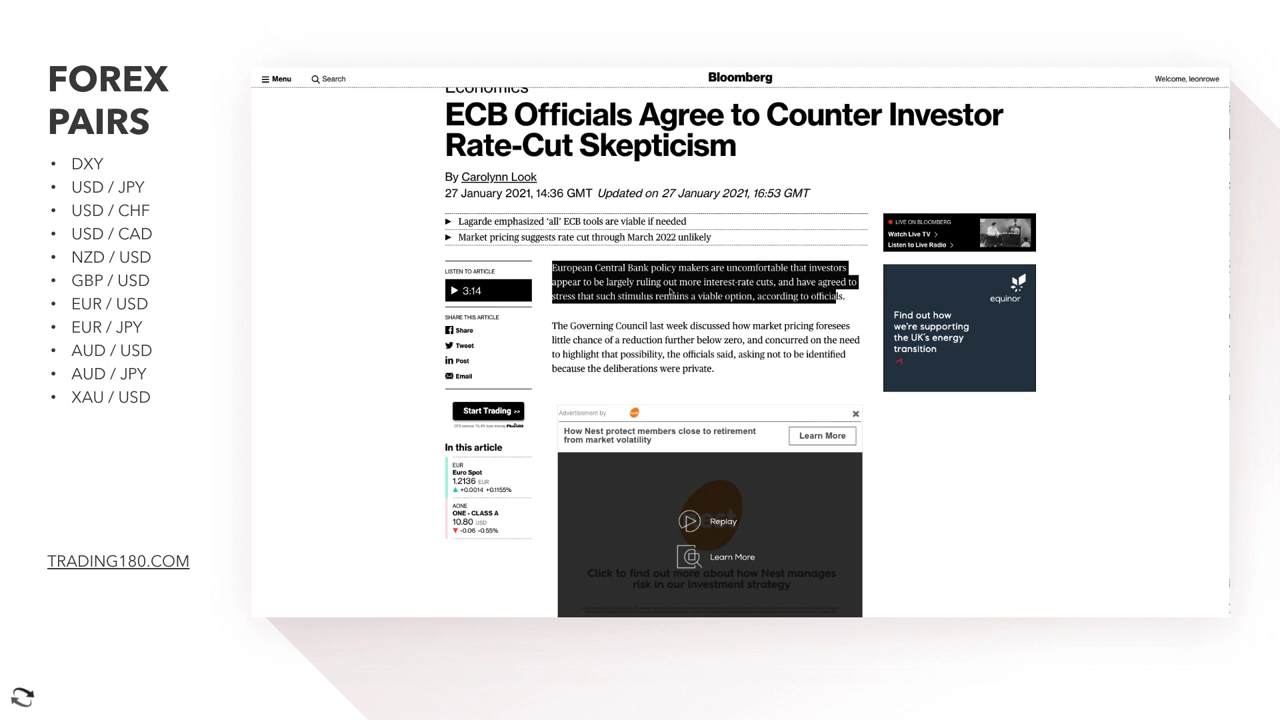 FOREX
PAIRS
• DXY
• USD / JPY
• USD / CHF
• USD / CAD
• NZD / USD
• GBP / USD
• EUR / USD
• EUR / JPY
• AUD / USD
• AUD / JPY
• XAU / USD
TRADING180.COM
Menu
Search
Bloomberg
Welcome, leonrowe
Economics
ECB Officials Agree to Counter Investor
Rate-Cut Skepticism
By Carolynn Look
27 January 2021, 14:36 GMT Updated on 27 January 2021, 16:53 GMT
Lagarde emphasized ‘all’ ECB tools are viable if needed
Market pricing suggests rate cut through March 2022 unlikely
LISTEN TO ARTICLE
3:14
SHARE THIS ARTICLE
Share
Tweet
Post
Email
European Central Bank policy makers are uncomfortable that investors
appear to be largely ruling out more interest-rate cuts, and have agreed to
stress that such stimulus remains a viable option, according to officials.
The Governing Council last week discussed how market pricing foresees
little chance of a reduction further below zero, and concurred on the need
to highlight that possibility, the officials said, asking not to be identified
because the deliberations were private.
LIVE ON BLOOMBERG
Watch Live TV >
Listen to Live Radio >
equinor
Find out how
we're supporting
the UK's energy
transition
Start Trading >>
In this article
EUR
Euro Spot
1.2136 EUR
▲ +0.0014 +0.1155%
AONE
ONE - CLASS A
10.80 USD
▼ -0.06 -0.55%
Advertisement by
How Nest protect members close to retirement
from market volatility
Learn More
Replay
Learn More
Click to find out more about how Nest manages
risk in our investment strategy